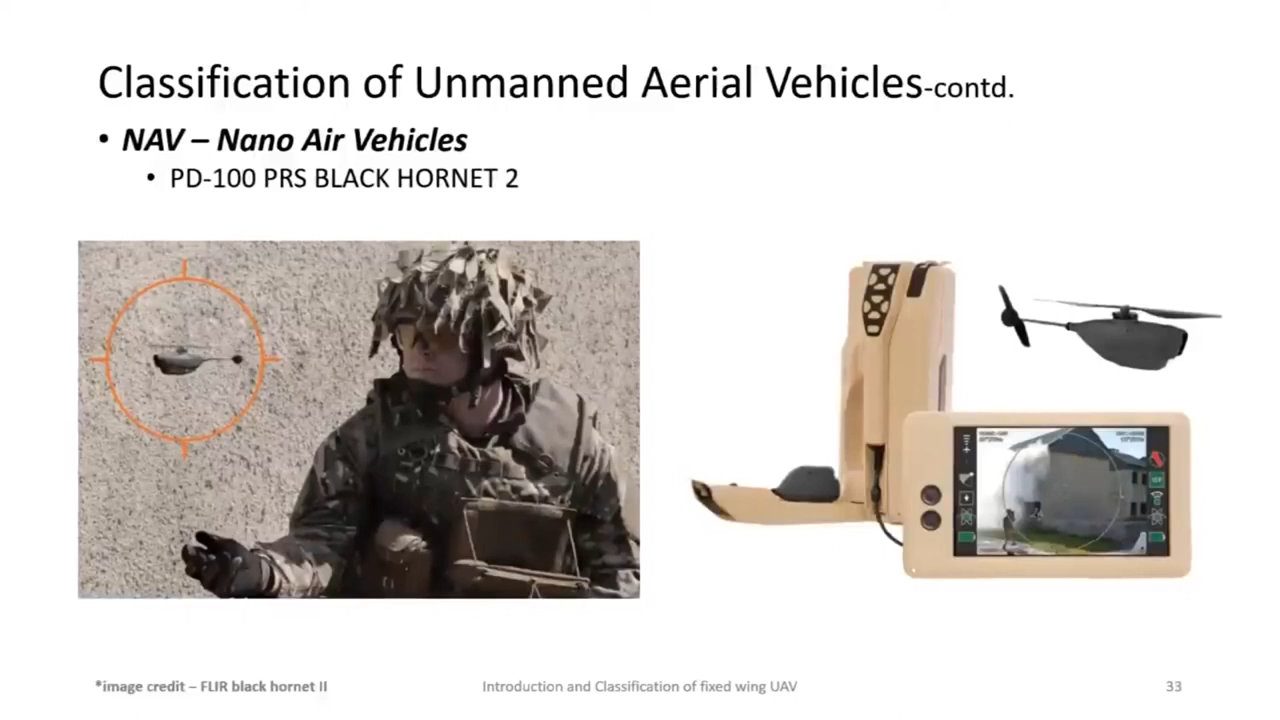 Classification of Unmanned Aerial Vehicles-contd.
• NAV – Nano Air Vehicles
• PD-100 PRS BLACK HORNET 2
*image credit – FLIR black hornet II
Introduction and Classification of fixed wing UAV
33